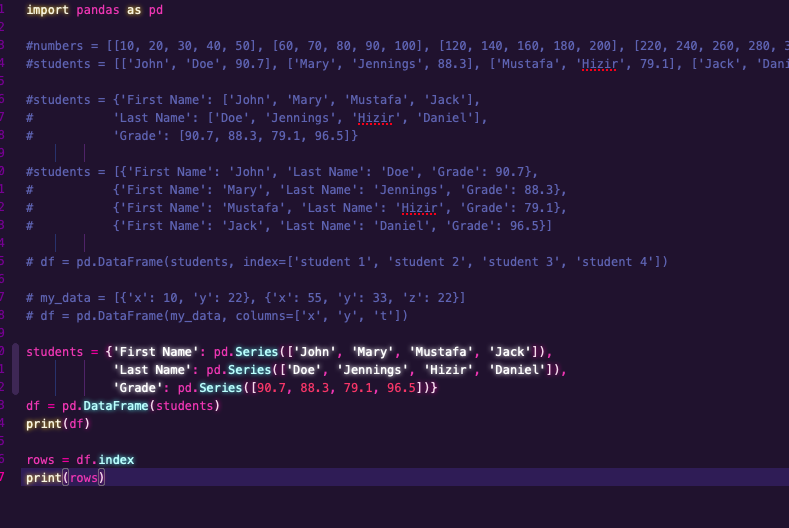 1 import pandas as pd
2
3 #numbers = [[10, 20, 30, 40, 50], [60, 70, 80, 90, 100], [120, 140, 160, 180, 200], [220, 240, 260, 280, 3
4 #students = [['John', 'Doe', 90.7], ['Mary', 'Jennings', 88.3], ['Mustafa', 'Hizir', 79.1], ['Jack', 'Dani
5
6 #students = {'First Name': ['John', 'Mary', 'Mustafa', 'Jack'],
7 #           'Last Name': ['Doe', 'Jennings', 'Hizir', 'Daniel'],
8 #           'Grade': [90.7, 88.3, 79.1, 96.5]}
9
0 #students = [{'First Name': 'John', 'Last Name': 'Doe', 'Grade': 90.7},
1 #           {'First Name': 'Mary', 'Last Name': 'Jennings', 'Grade': 88.3},
2 #           {'First Name': 'Mustafa', 'Last Name': 'Hizir', 'Grade': 79.1},
3 #           {'First Name': 'Jack', 'Last Name': 'Daniel', 'Grade': 96.5}]
4
5 # df = pd.DataFrame(students, index=['student 1', 'student 2', 'student 3', 'student 4'])
6
7 # my_data = [{'x': 10, 'y': 22}, {'x': 55, 'y': 33, 'z': 22}]
8 # df = pd.DataFrame(my_data, columns=['x', 'y', 't'])
9
0 students = {'First Name': pd.Series(['John', 'Mary', 'Mustafa', 'Jack']),
1             'Last Name': pd.Series(['Doe', 'Jennings', 'Hizir', 'Daniel']),
2             'Grade': pd.Series([90.7, 88.3, 79.1, 96.5])}
3 df = pd.DataFrame(students)
4 print(df)
5
6 rows = df.index
7 print(rows)